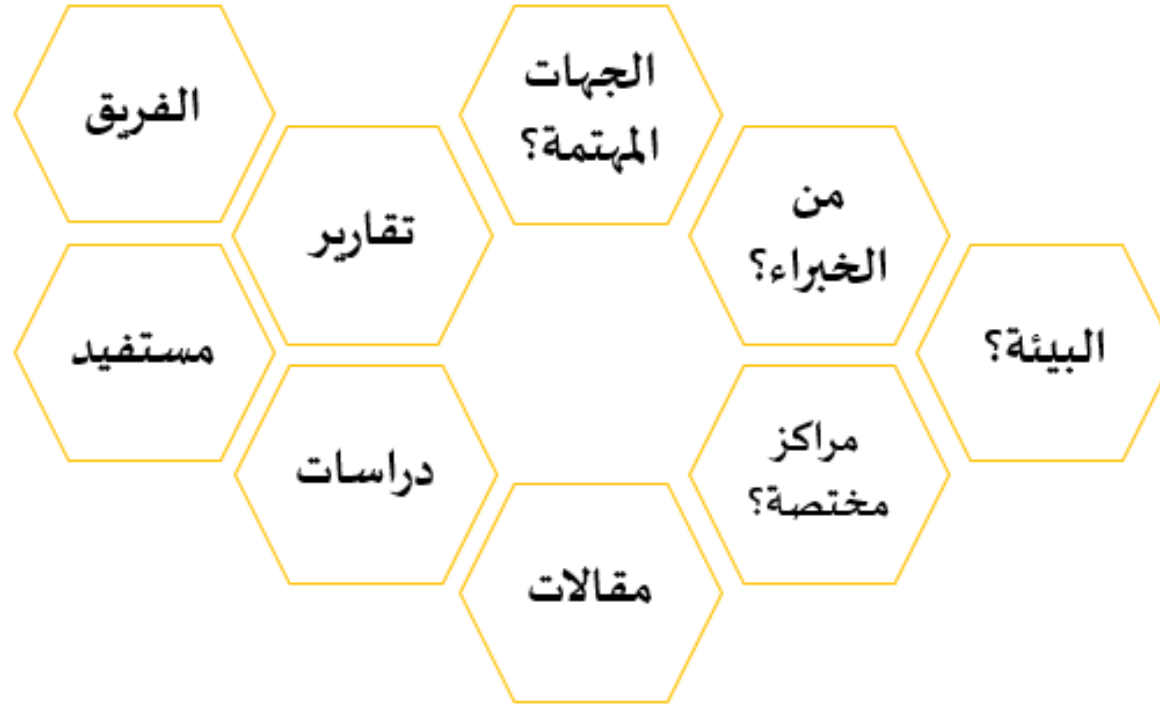 الجهات
المهتمة؟
الفريق
من
الخبراء؟
تقارير
البيئة؟
مستفيد
مراكز
مختصة؟
دراسات
مقالات